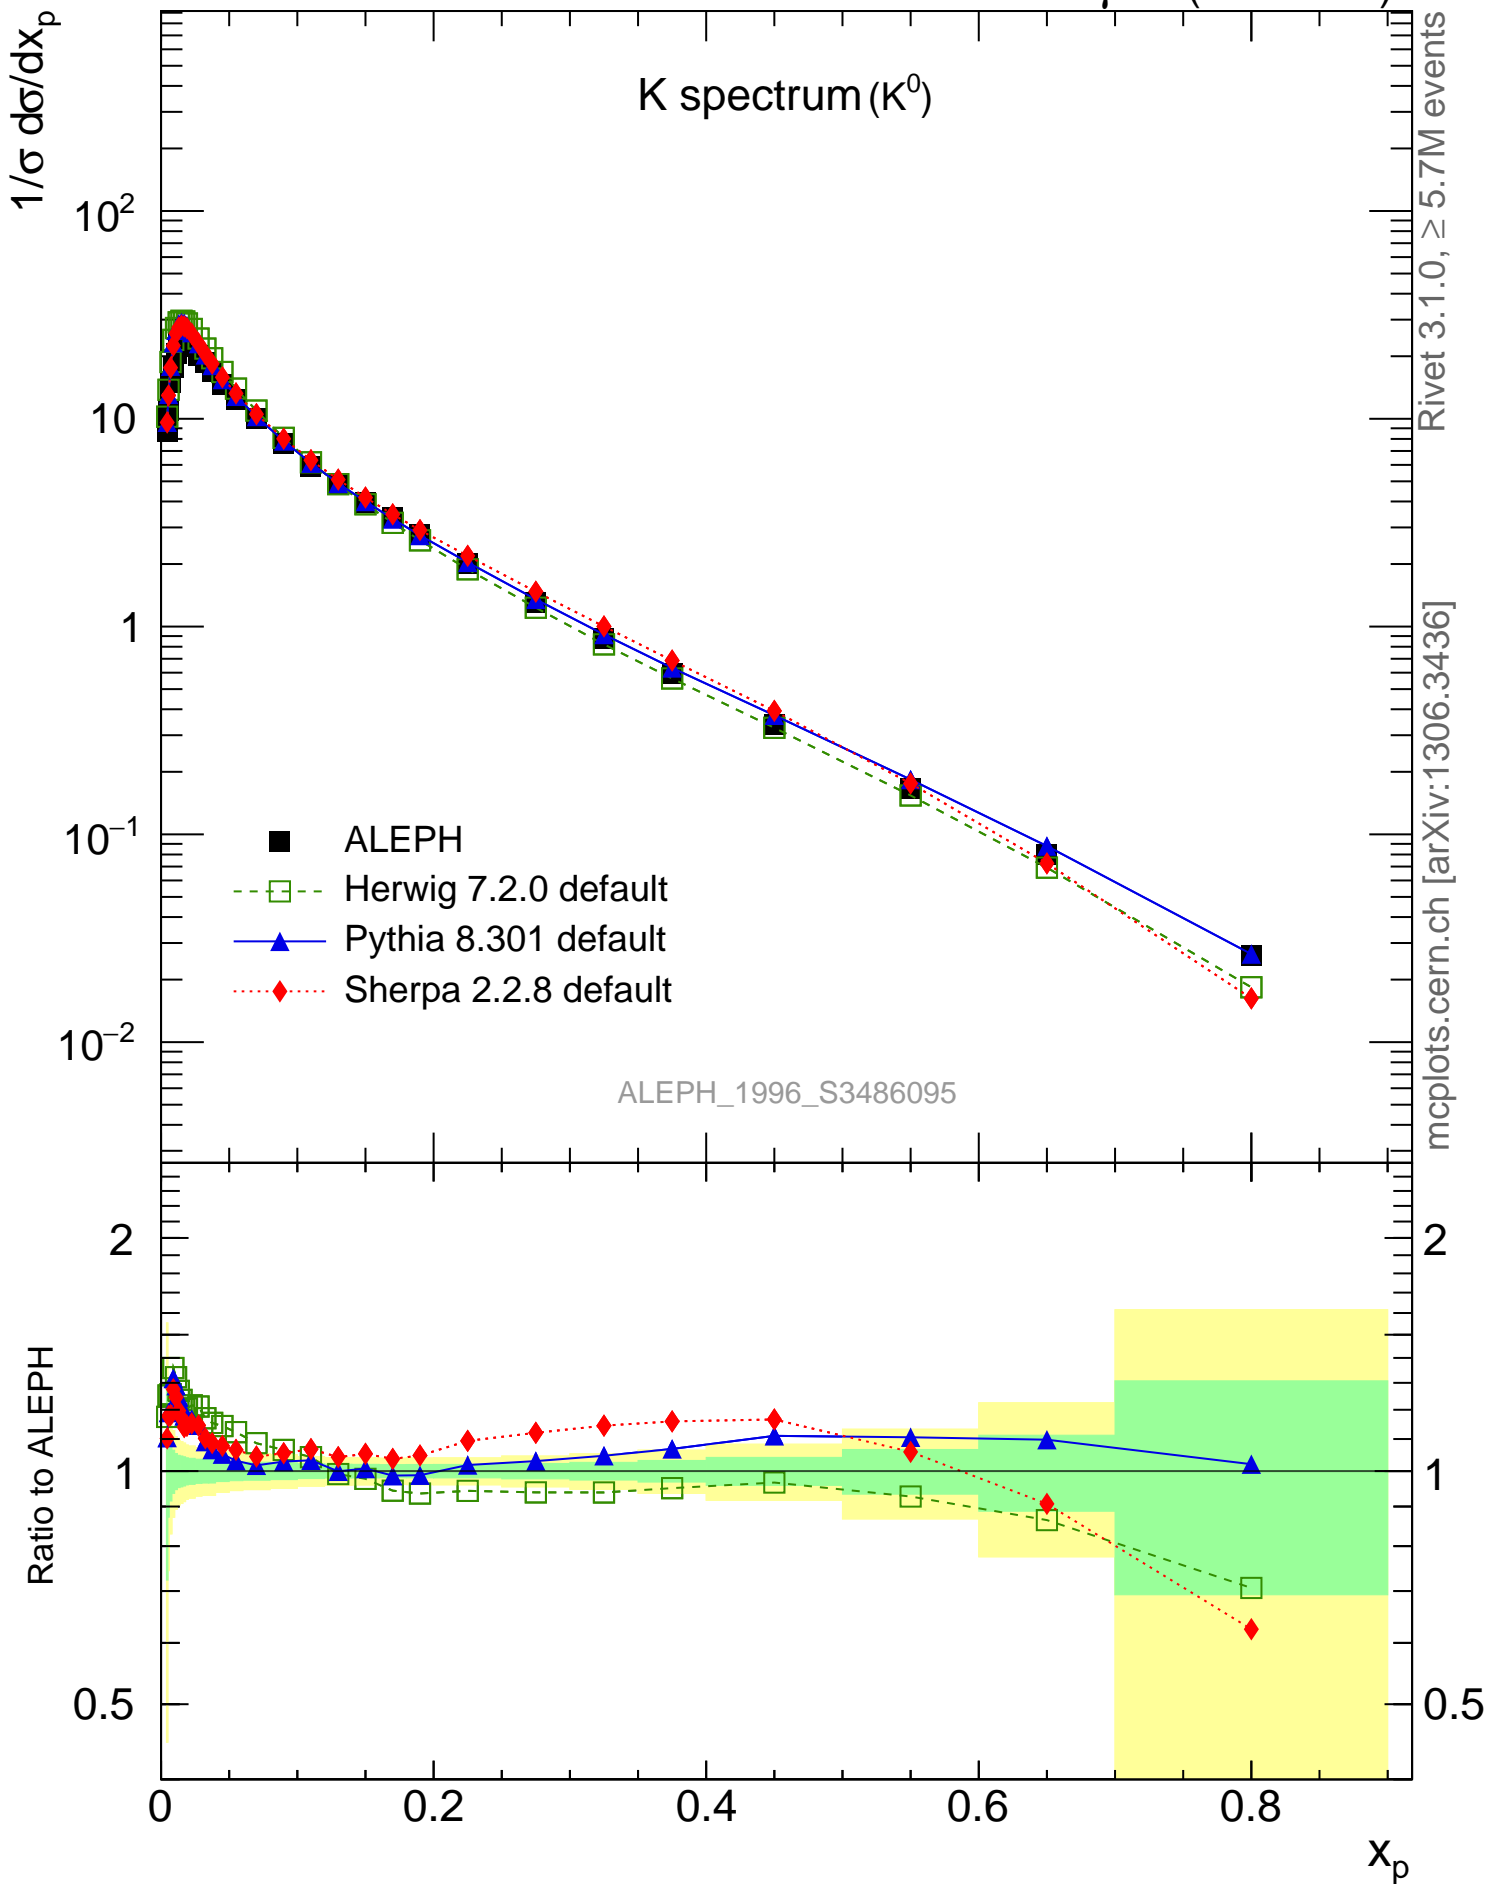 1/σ dσ/dxp
K spectrum (K⁰)
10²
10
1
10⁻¹
10⁻²
ALEPH
Herwig 7.2.0 default
Pythia 8.301 default
Sherpa 2.2.8 default
ALEPH_1996_S3486095
Rivet 3.1.0, ≥ 5.7M events
mcplots.cern.ch [arXiv:1306.3436]
Ratio to ALEPH
2
1
0.5
2
1
0.5
0 0.2 0.4 0.6 0.8
xp